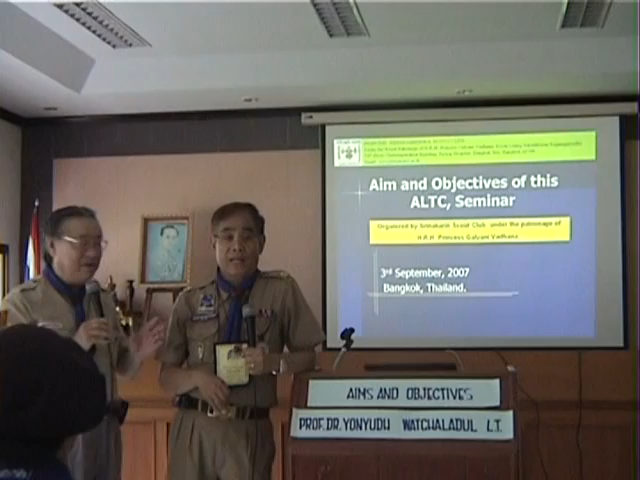 Aim and Objectives of this
ALTC, Seminar
Organized by Srinakarin Scout Club under the patronage of
H.R.H. Princess Galyani Vadhana
3rd September, 2007
Bangkok, Thailand.
AIMS AND OBJECTIVES
PROF.DR.YONYUDH WATCHALADUL L.T.